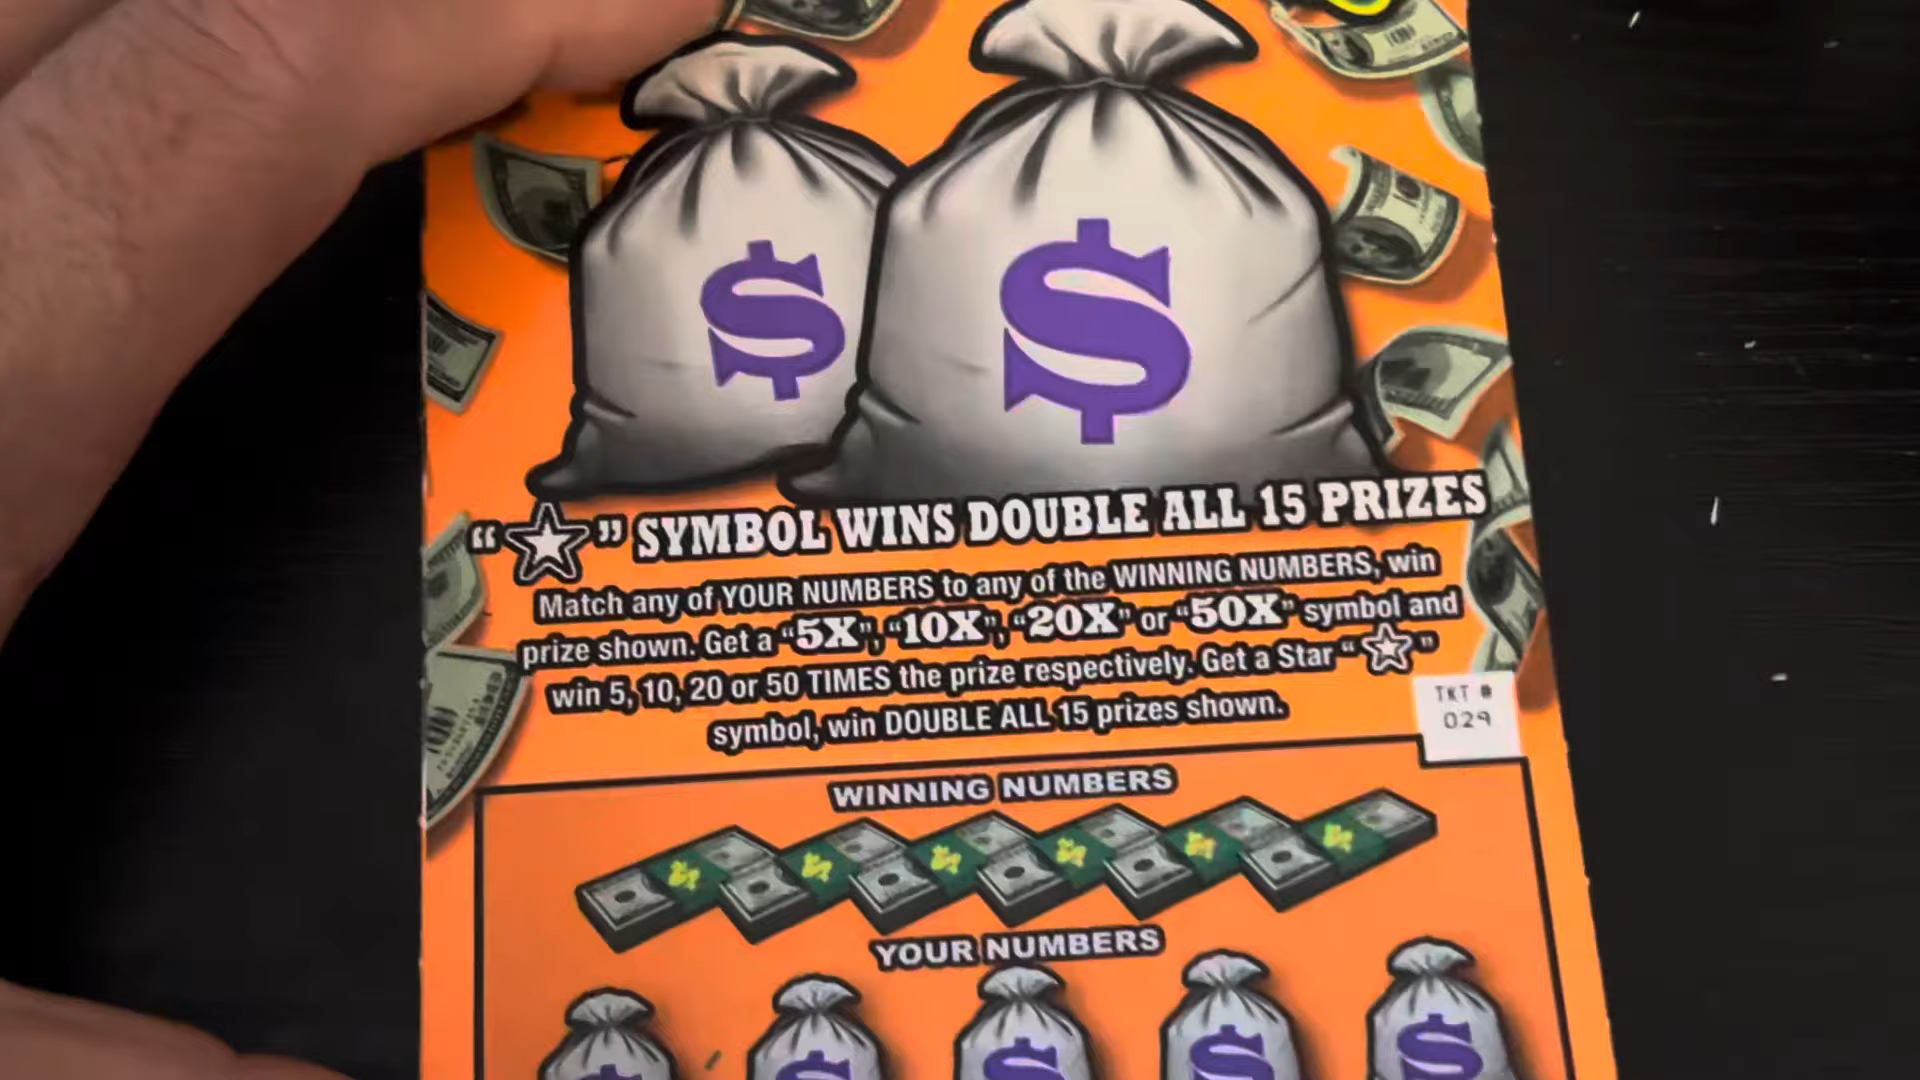 “☆” SYMBOL WINS DOUBLE ALL 15 PRIZES
Match any of YOUR NUMBERS to any of the WINNING NUMBERS, win
prize shown. Get a “5X”, “10X”, “20X” or “50X” symbol and
win 5, 10, 20 or 50 TIMES the prize respectively. Get a Star “☆”
symbol, win DOUBLE ALL 15 prizes shown.
TKT #
029
WINNING NUMBERS
YOUR NUMBERS